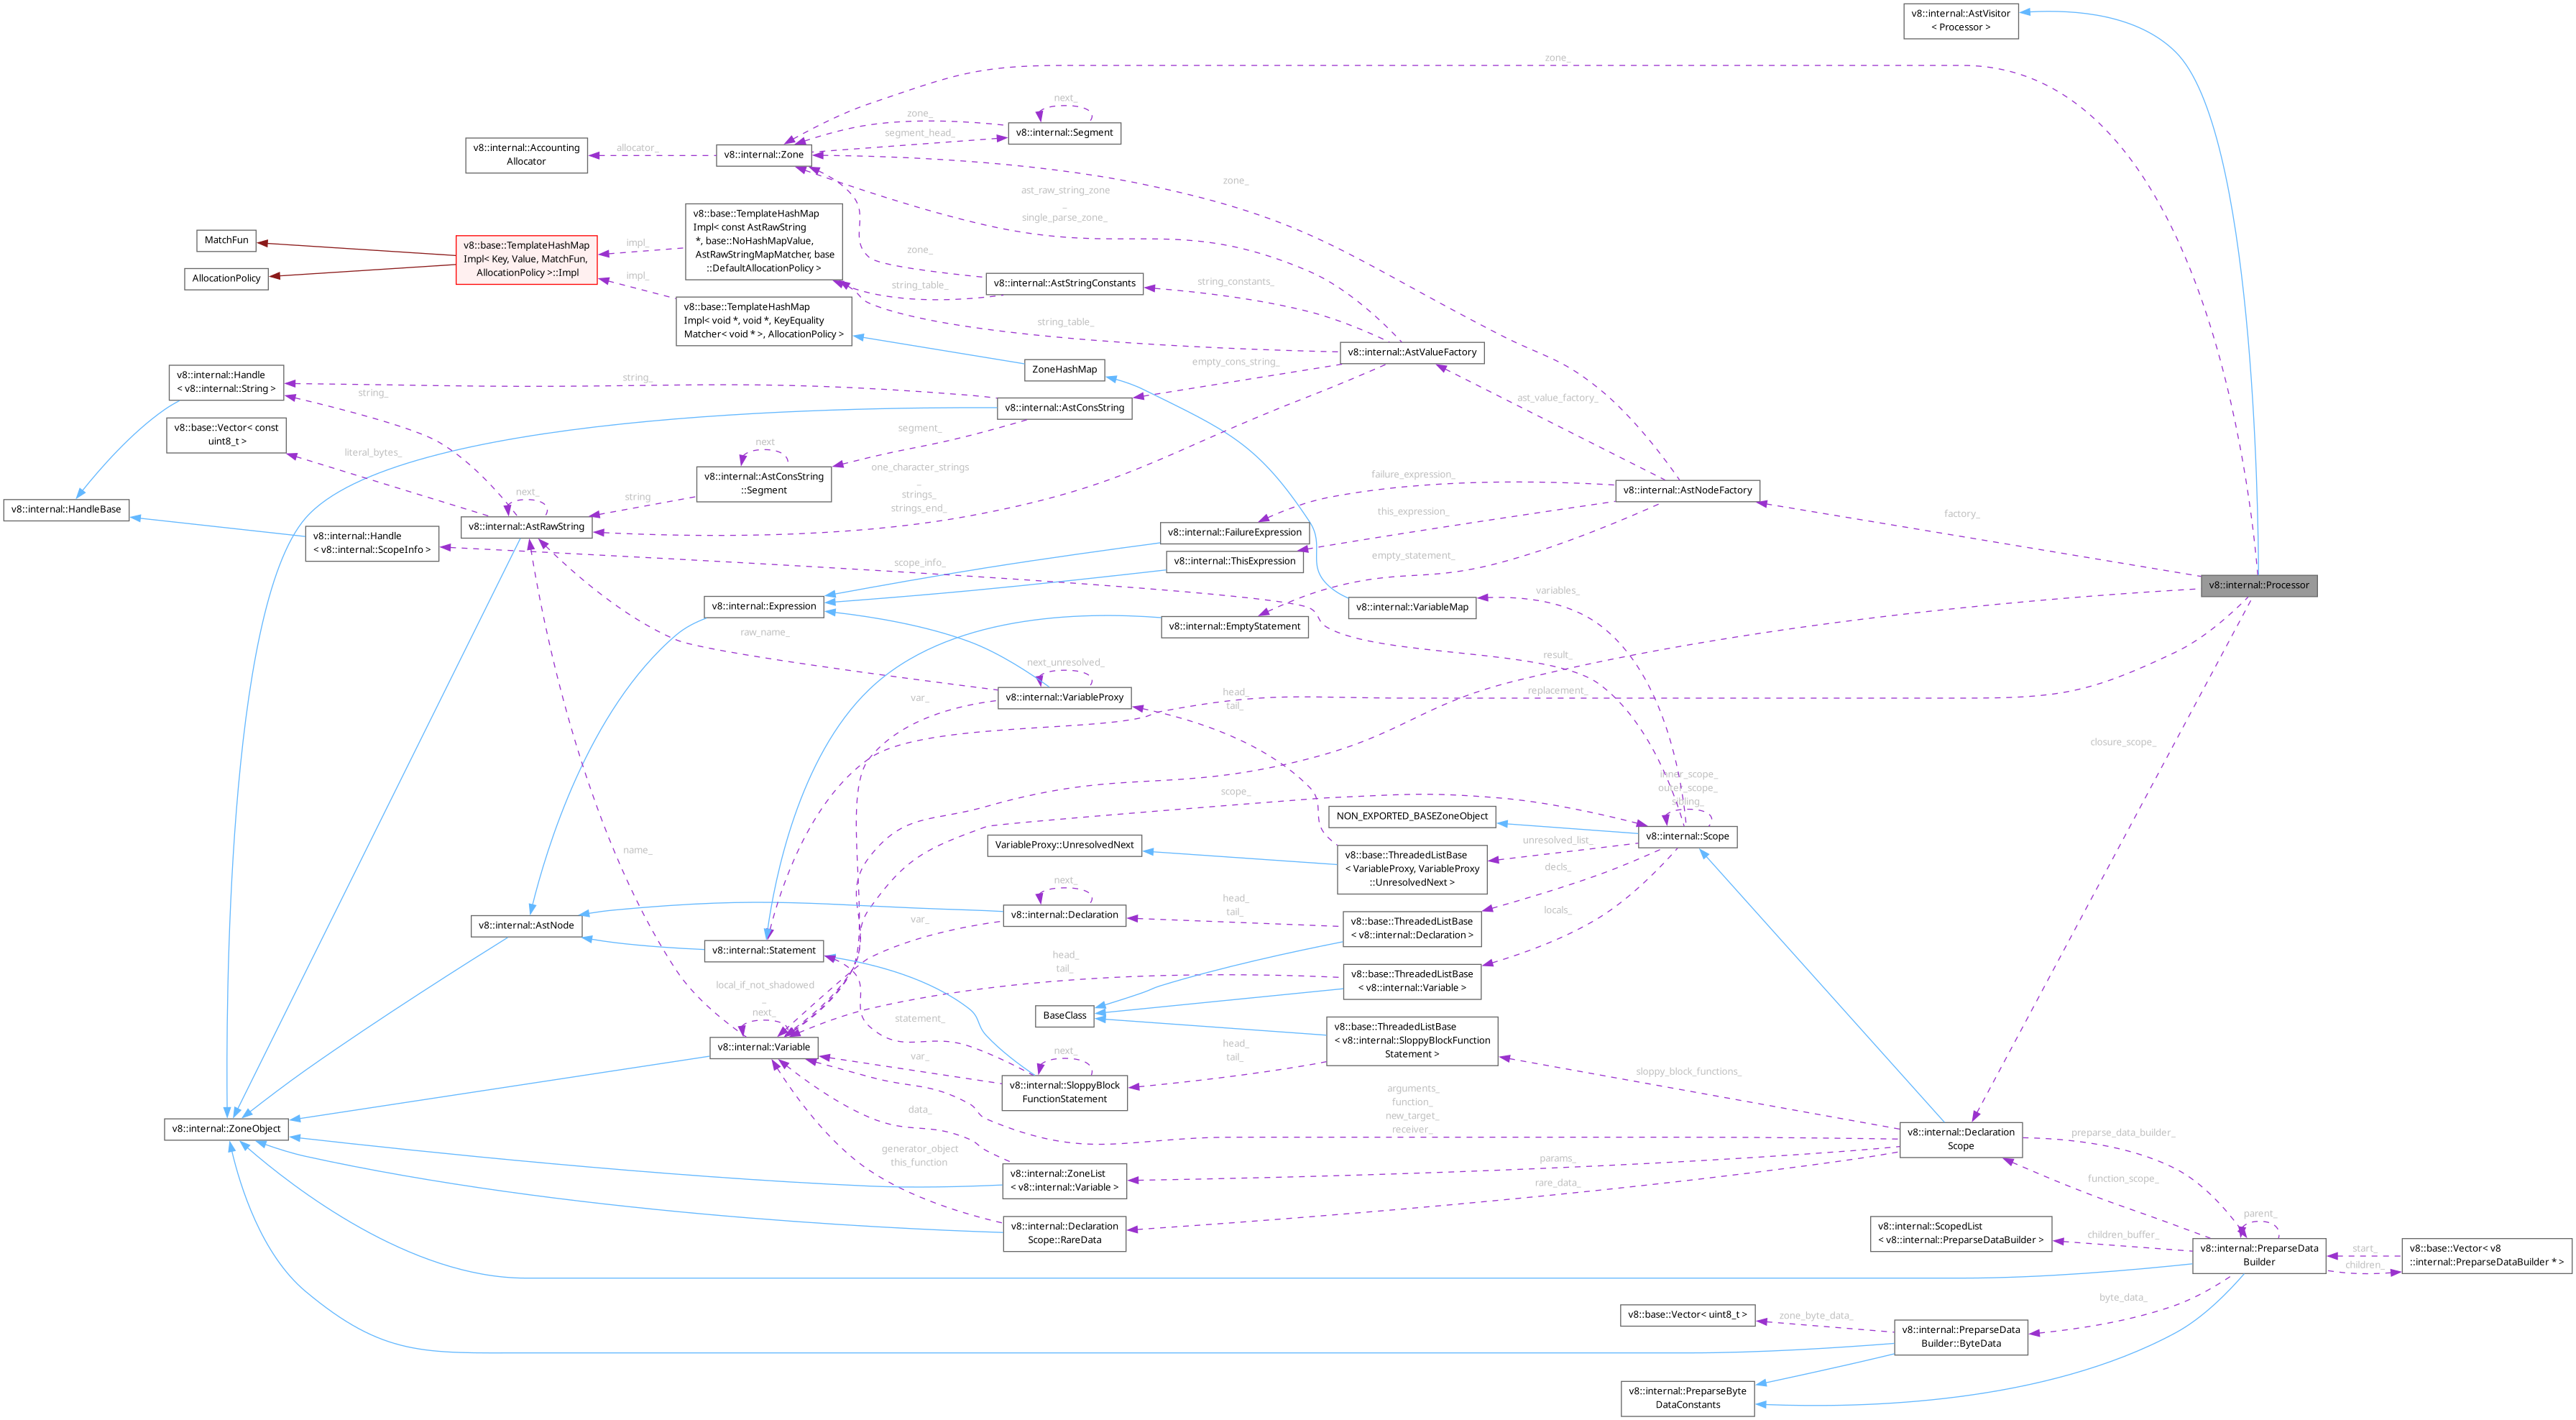 v8::internal::AstVisitor
< Processor >
zone_
next_
zone_
v8::internal::Segment
segment_head_
v8::internal::Accounting
Allocator
allocator_
v8::internal::Zone
zone_
ast_raw_string_zone
_
single_parse_zone_
v8::base::TemplateHashMap
Impl< const AstRawString
*, base::NoHashMapValue,
AstRawStringMapMatcher, base
::DefaultAllocationPolicy >
MatchFun
v8::base::TemplateHashMap
Impl< Key, Value, MatchFun,
AllocationPolicy >::Impl
impl_
zone_
AllocationPolicy
impl_
v8::internal::AstStringConstants
string_table_
string_constants_
v8::base::TemplateHashMap
Impl< void *, void *, KeyEquality
Matcher< void * >, AllocationPolicy >
string_table_
v8::internal::AstValueFactory
empty_cons_string_
ZoneHashMap
v8::internal::Handle
< v8::internal::String >
string_
string_
ast_value_factory_
v8::internal::AstConsString
v8::base::Vector< const
uint8_t >
segment_
next
literal_bytes_
v8::internal::AstConsString
::Segment
one_character_strings
_
strings_
strings_end_
failure_expression_
v8::internal::AstNodeFactory
next_
string
v8::internal::HandleBase
this_expression_
factory_
v8::internal::AstRawString
v8::internal::FailureExpression
v8::internal::Handle
< v8::internal::ScopeInfo >
scope_info_
empty_statement_
v8::internal::ThisExpression
v8::internal::Processor
variables_
v8::internal::Expression
v8::internal::VariableMap
v8::internal::EmptyStatement
raw_name_
result_
next_unresolved_
v8::internal::VariableProxy
var_
head_
tail_
replacement_
closure_scope_
inner_scope_
outer_scope_
sibling_
scope_
NON_EXPORTED_BASEZoneObject
v8::internal::Scope
VariableProxy::UnresolvedNext
unresolved_list_
name_
v8::base::ThreadedListBase
< VariableProxy, VariableProxy
::UnresolvedNext >
decls_
next_
v8::internal::Declaration
head_
tail_
locals_
var_
v8::internal::AstNode
v8::base::ThreadedListBase
< v8::internal::Declaration >
v8::internal::Statement
head_
tail_
v8::base::ThreadedListBase
< v8::internal::Variable >
local_if_not_shadowed
_
next_
statement_
BaseClass
v8::base::ThreadedListBase
< v8::internal::SloppyBlockFunction
Statement >
v8::internal::Variable
var_
next_
head_
tail_
sloppy_block_functions_
v8::internal::SloppyBlock
FunctionStatement
arguments_
function_
new_target_
receiver_
data_
v8::internal::ZoneObject
v8::internal::Declaration
Scope
preparse_data_builder_
generator_object
this_function
params_
v8::internal::ZoneList
< v8::internal::Variable >
rare_data_
function_scope_
v8::internal::Declaration
Scope::RareData
parent_
v8::internal::ScopedList
< v8::internal::PreparseDataBuilder >
children_buffer_
v8::internal::PreparseData
Builder
start_
children_
v8::base::Vector< v8
::internal::PreparseDataBuilder * >
byte_data_
v8::base::Vector< uint8_t >
zone_byte_data_
v8::internal::PreparseData
Builder::ByteData
v8::internal::PreparseByte
DataConstants